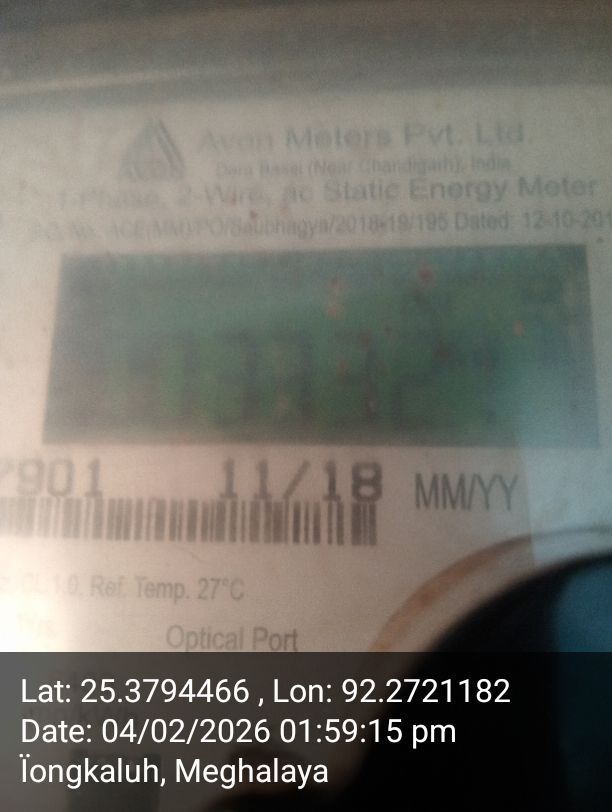 AVON
Avon Meters Pvt. Ltd.
Dera Bassi (Near Chandigarh), India
1-Phase, 2-Wire, ac Static Energy Meter
P.O No. ACE(MM)/PO/Saubhagya/2018-19/195 Dated: 12-10-201
7901 11/18 MM/YY
CL 1.0, Ref. Temp. 27°C
Optical Port
Lat: 25.3794466 , Lon: 92.2721182
Date: 04/02/2026 01:59:15 pm
Ïongkaluh, Meghalaya